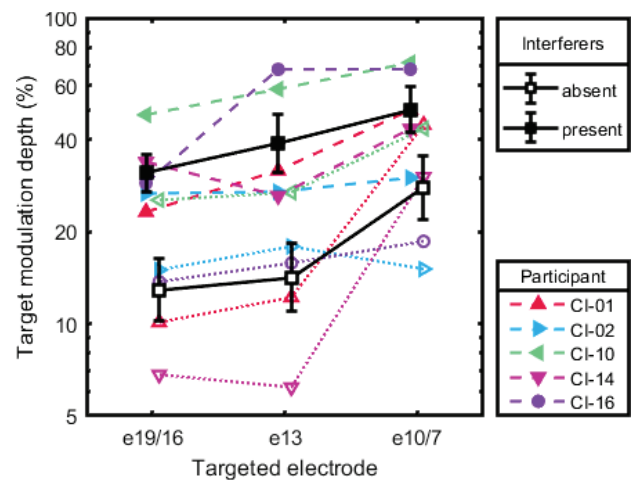 100
80
60
40
20
10
5
Target modulation depth (%)
e19/16 e13 e10/7
Targeted electrode
Interferers
absent
present
Participant
CI-01
CI-02
CI-10
CI-14
CI-16